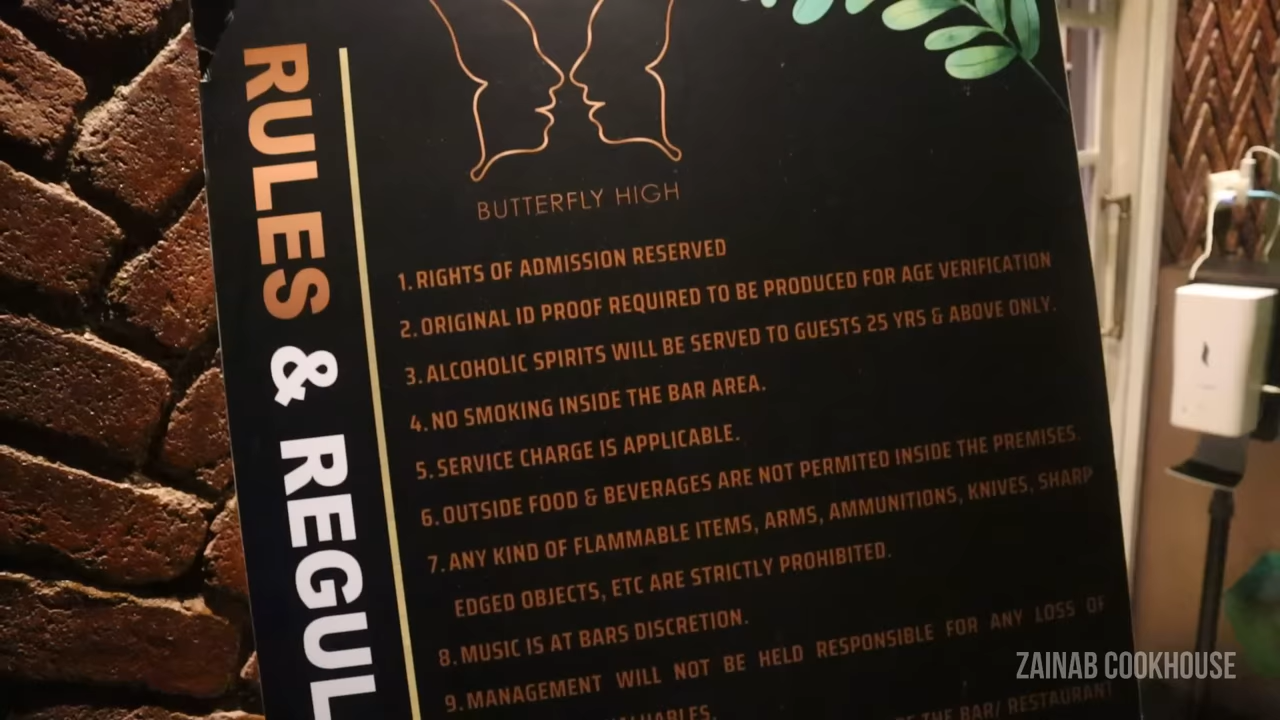 RULES & REGUL
BUTTERFLY HIGH
1. RIGHTS OF ADMISSION RESERVED
2. ORIGINAL ID PROOF REQUIRED TO BE PRODUCED FOR AGE VERIFICATION
3. ALCOHOLIC SPIRITS WILL BE SERVED TO GUESTS 25 YRS & ABOVE ONLY.
4. NO SMOKING INSIDE THE BAR AREA.
5. SERVICE CHARGE IS APPLICABLE.
6. OUTSIDE FOOD & BEVERAGES ARE NOT PERMITED INSIDE THE PREMISES.
7. ANY KIND OF FLAMMABLE ITEMS, ARMS, AMMUNITIONS, KNIVES, SHARP
EDGED OBJECTS, ETC ARE STRICTLY PROHIBITED.
8. MUSIC IS AT BARS DISCRETION.
9. MANAGEMENT WILL NOT BE HELD RESPONSIBLE FOR ANY LOSS OF
THE BAR/ RESTAURANT
ZAINAB COOKHOUSE